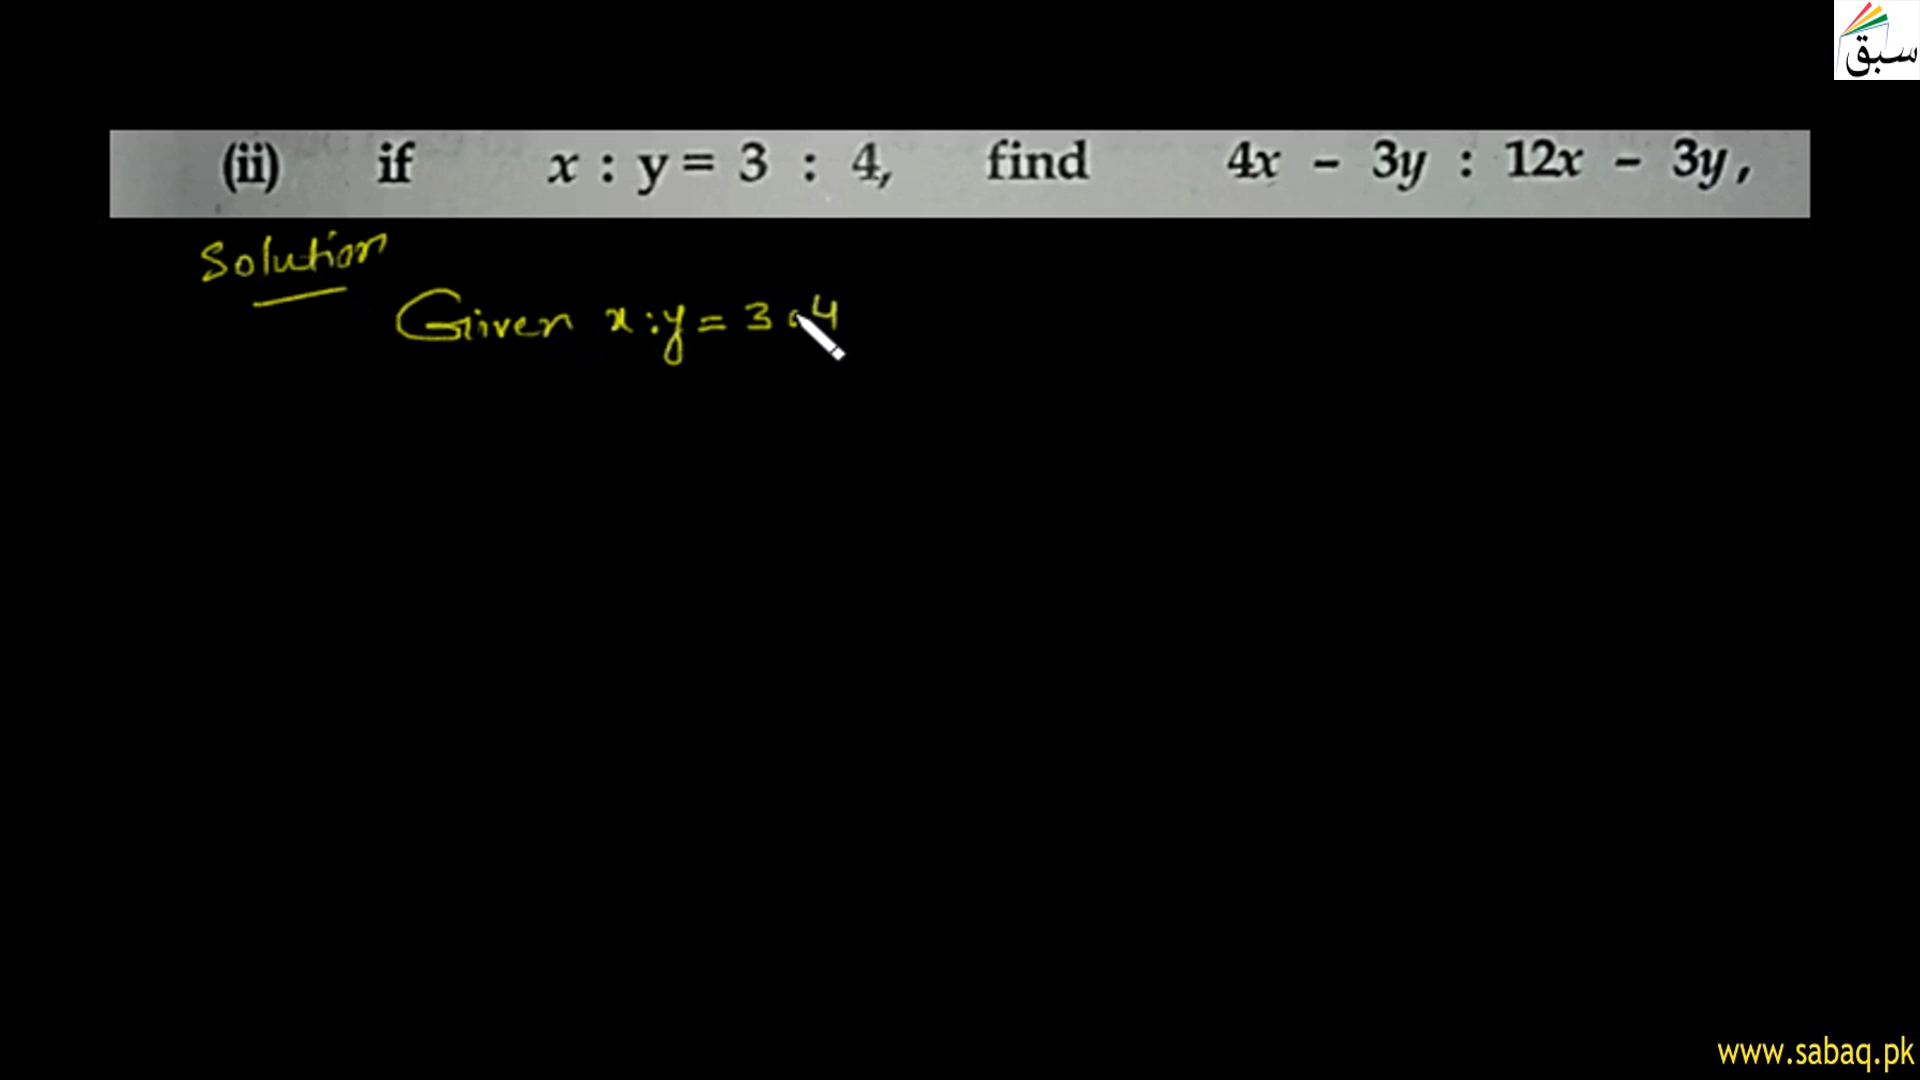 سبق
(ii) if x : y = 3 : 4, find 4x - 3y : 12x - 3y,
Solution
Given x : y = 3 : 4
www.sabaq.pk